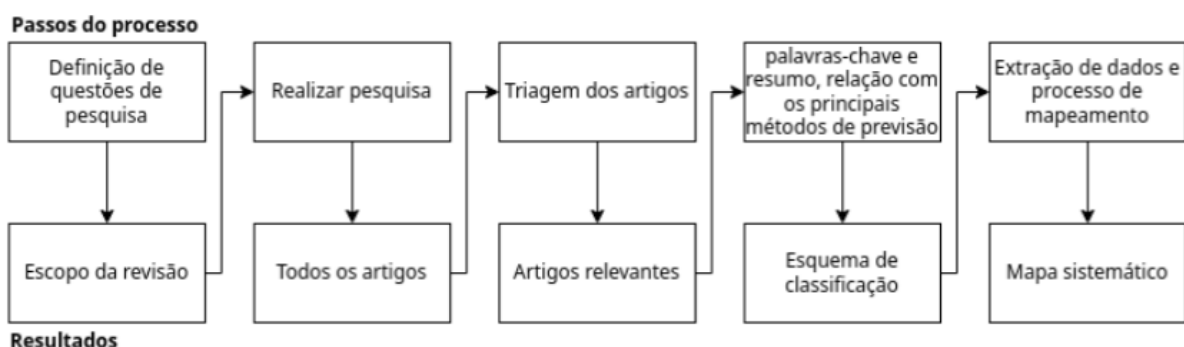 Passos do processo
Definição de
questões de
pesquisa
Realizar pesquisa
Triagem dos artigos
palavras-chave e
resumo, relação com
os principais
métodos de previsão
Extração de dados e
processo de
mapeamento
Escopo da revisão
Todos os artigos
Artigos relevantes
Esquema de
classificação
Mapa sistemático
Resultados